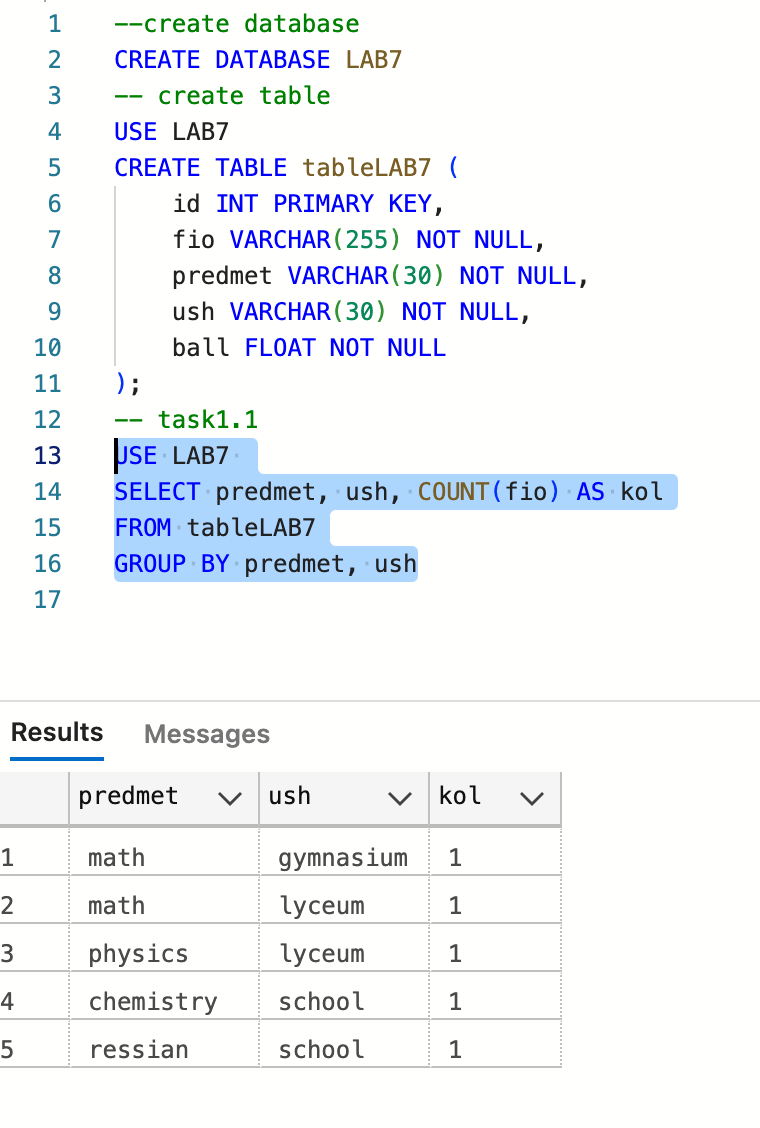 1 --create database
2 CREATE DATABASE LAB7
3 -- create table
4 USE LAB7
5 CREATE TABLE tableLAB7 (
6 id INT PRIMARY KEY,
7 fio VARCHAR(255) NOT NULL,
8 predmet VARCHAR(30) NOT NULL,
9 ush VARCHAR(30) NOT NULL,
10 ball FLOAT NOT NULL
11 );
12 -- task1.1
13 USE LAB7
14 SELECT predmet, ush, COUNT(fio) AS kol
15 FROM tableLAB7
16 GROUP BY predmet, ush
17
Results Messages
predmet ush kol
1 math gymnasium 1
2 math lyceum 1
3 physics lyceum 1
4 chemistry school 1
5 ressian school 1